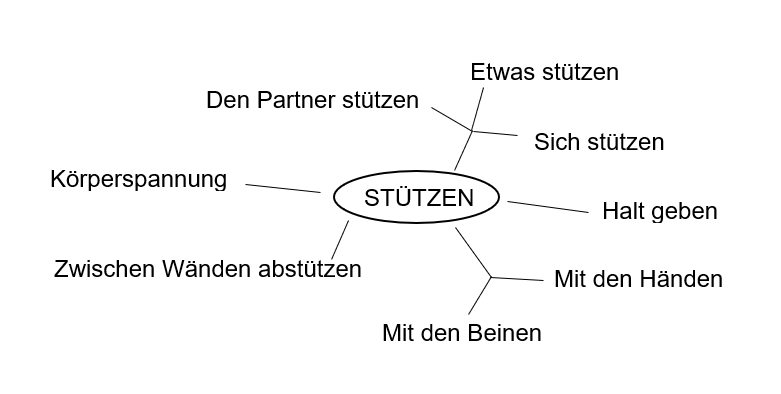 Etwas stützen
Den Partner stützen
Sich stützen
Körperspannung
STÜTZEN
Halt geben
Zwischen Wänden abstützen
Mit den Händen
Mit den Beinen